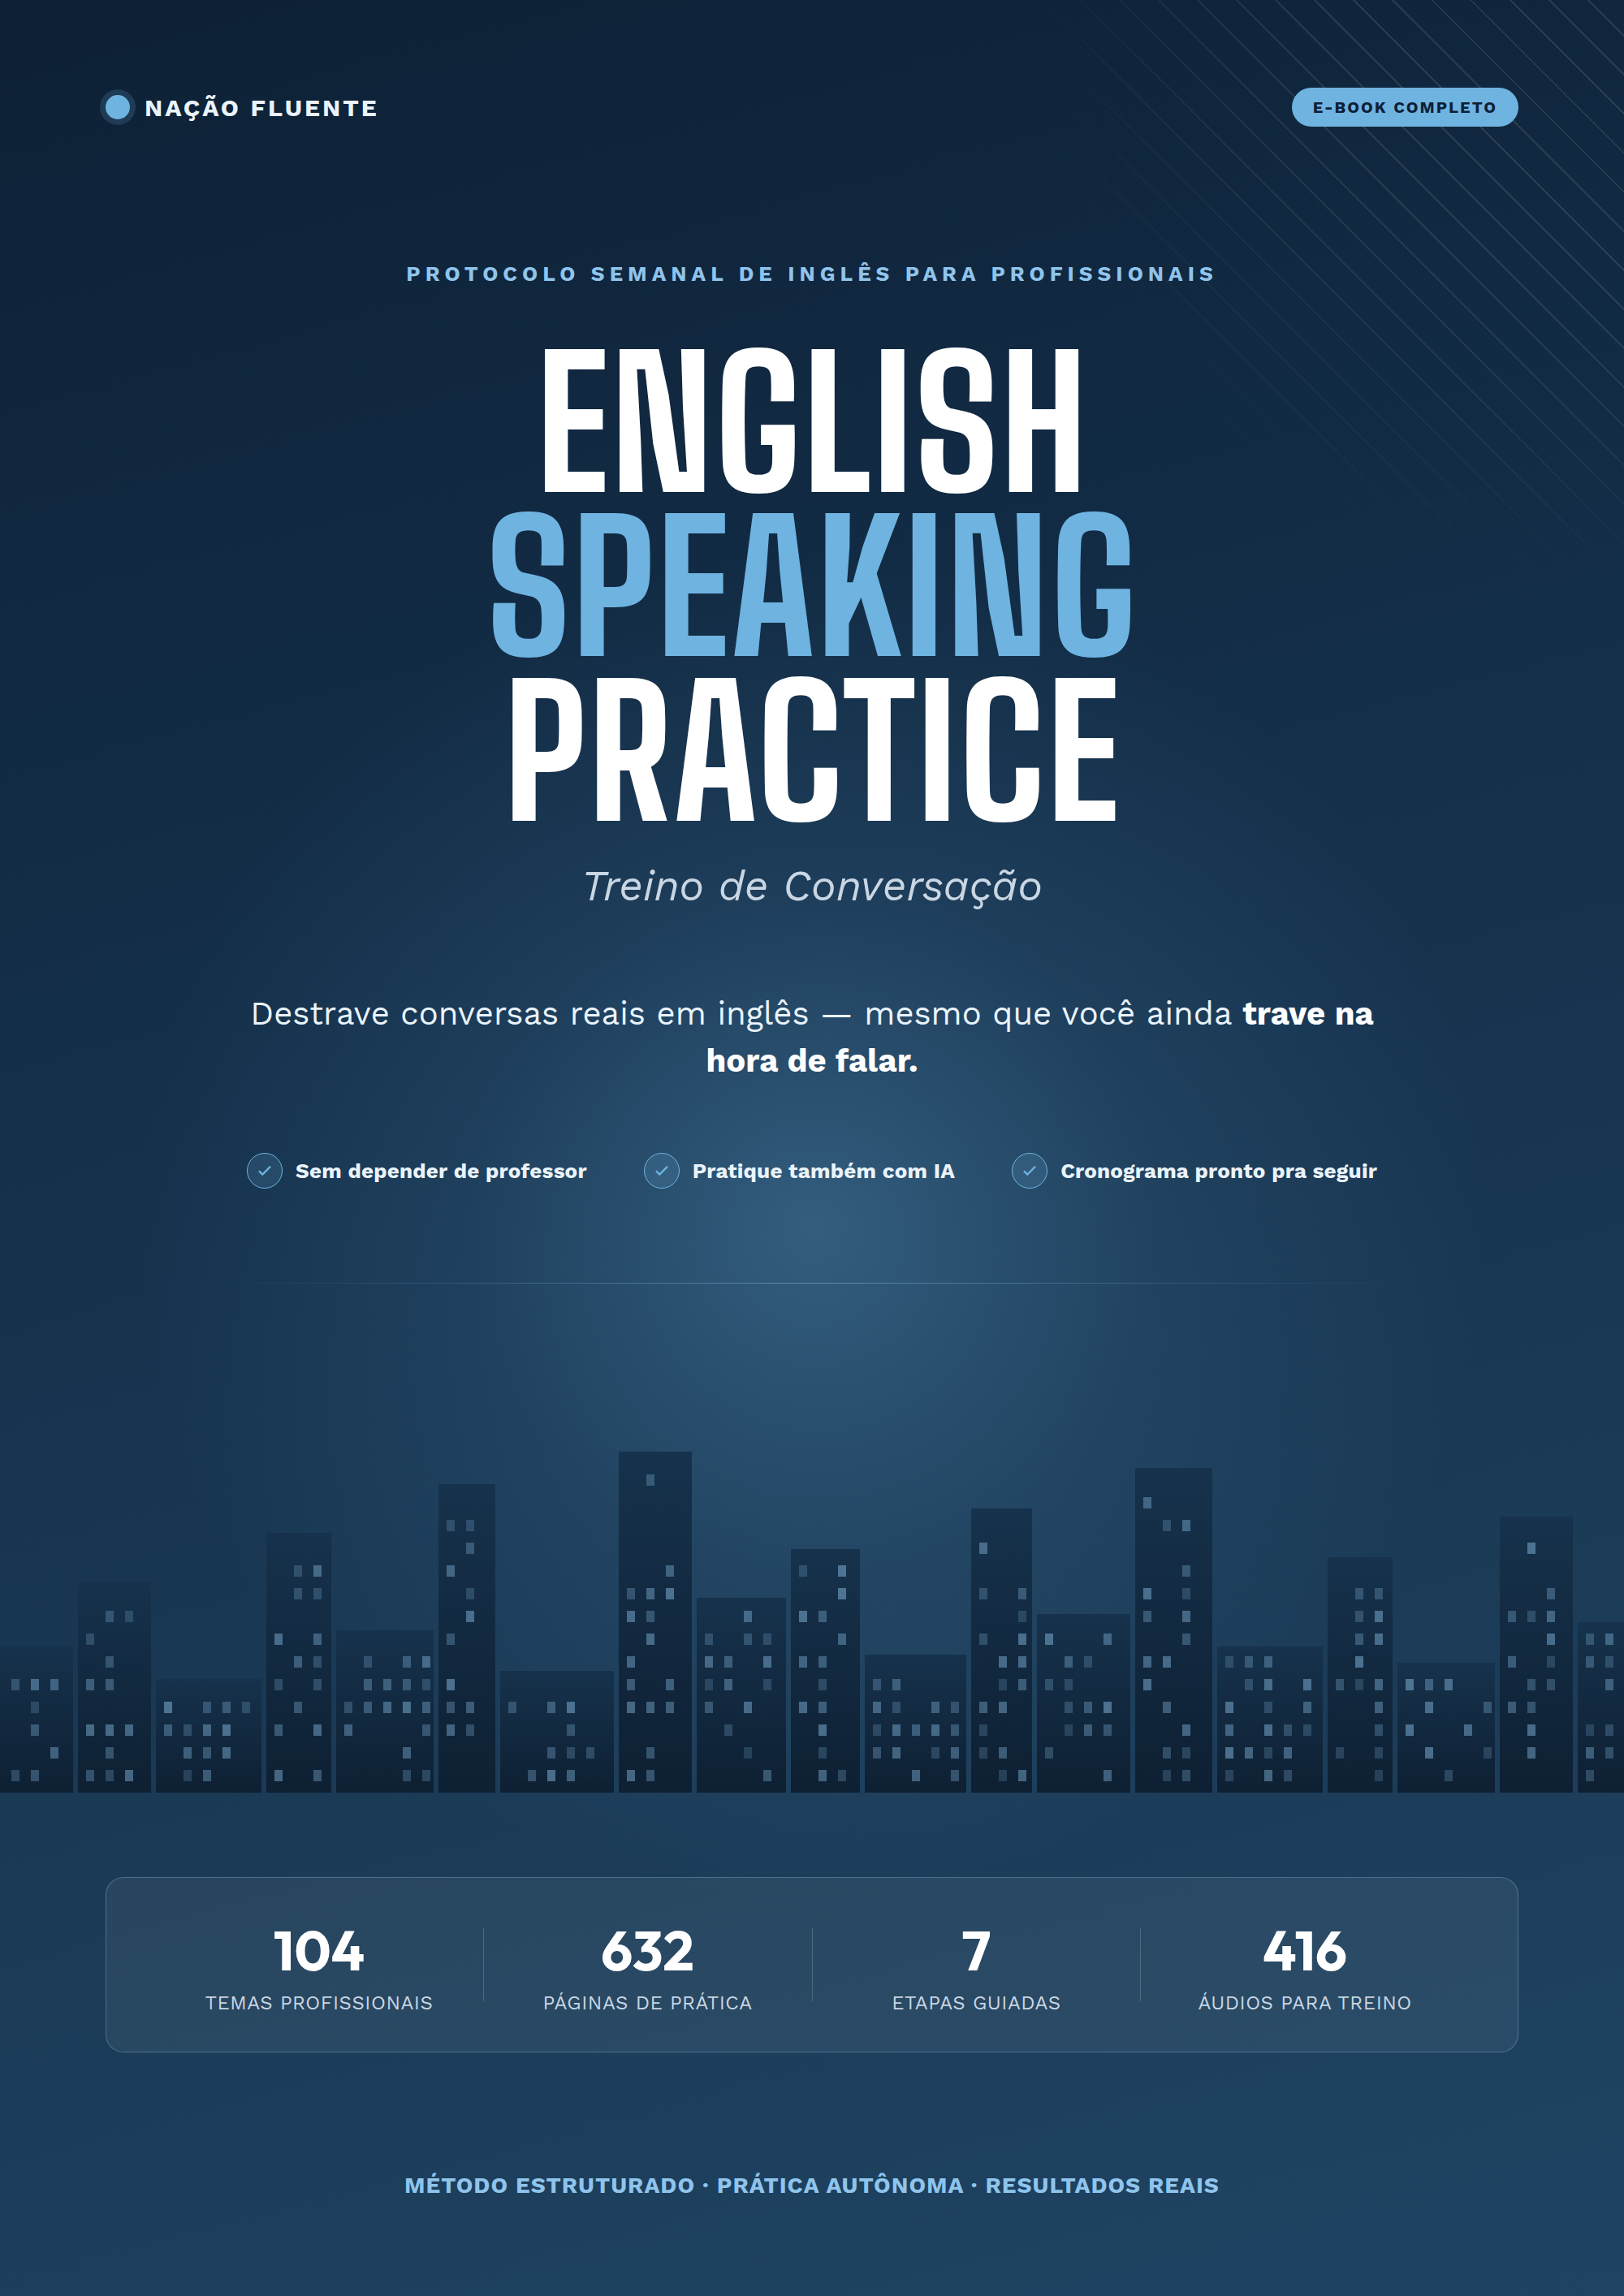 NAÇÃO FLUENTE
E-BOOK COMPLETO
PROTOCOLO SEMANAL DE INGLÊS PARA PROFISSIONAIS
ENGLISH
SPEAKING
PRACTICE
Treino de Conversação
Destrave conversas reais em inglês — mesmo que você ainda trave na
hora de falar.
Sem depender de professor
Pratique também com IA
Cronograma pronto pra seguir
104
TEMAS PROFISSIONAIS
632
PÁGINAS DE PRÁTICA
7
ETAPAS GUIADAS
416
ÁUDIOS PARA TREINO
MÉTODO ESTRUTURADO · PRÁTICA AUTÔNOMA · RESULTADOS REAIS